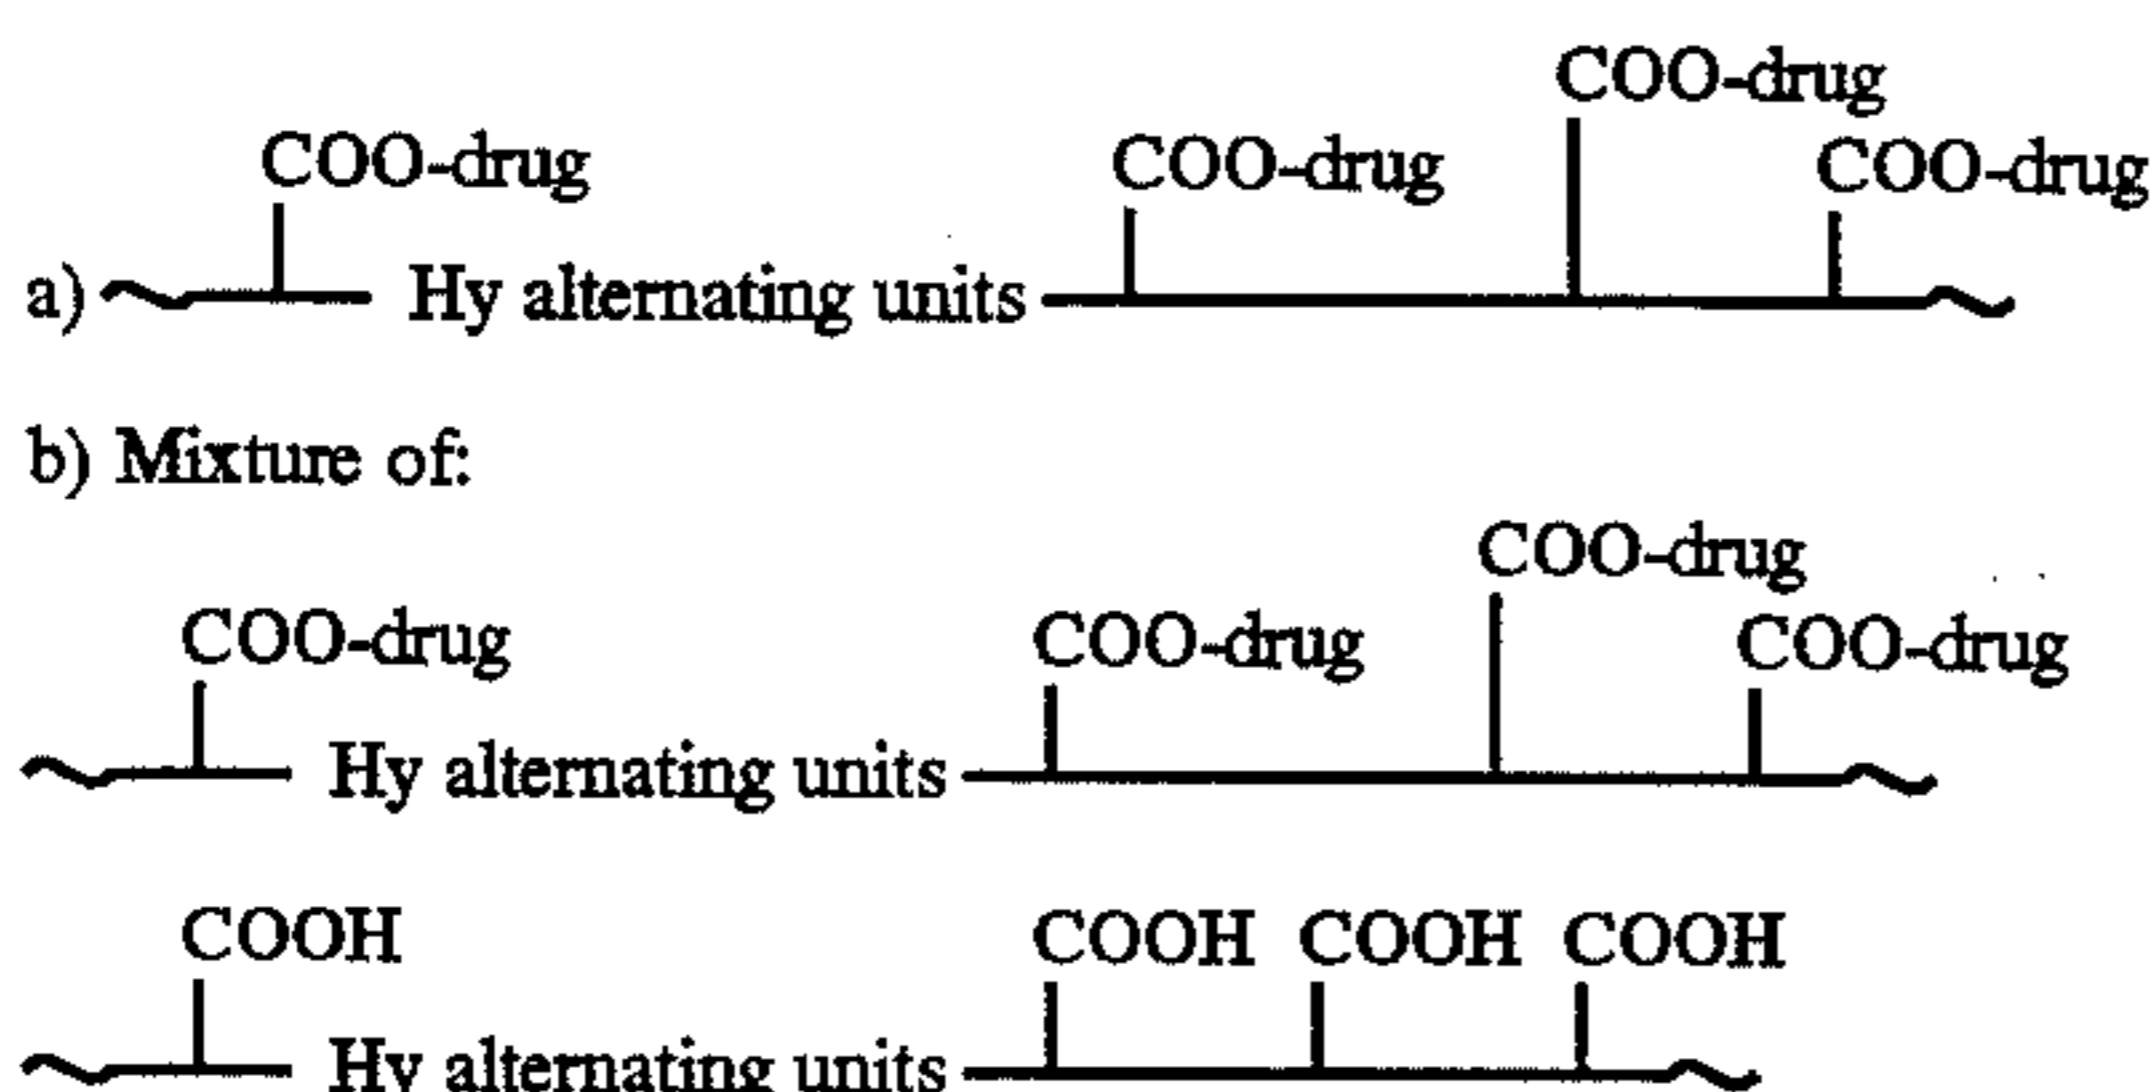 COO-drug
COO-drug COO-drug COO-drug
a) Hy alternating units
b) Mixture of:
COO-drug
COO-drug COO-drug COO-drug
Hy alternating units
COOH COOH COOH COOH
Hy alternating units